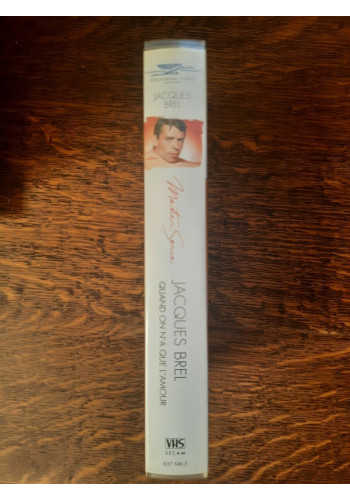 JACQUES
BREL
Master Serie
JACQUES BREL
QUAND ON N'A QUE L'AMOUR
VHS
SECAM